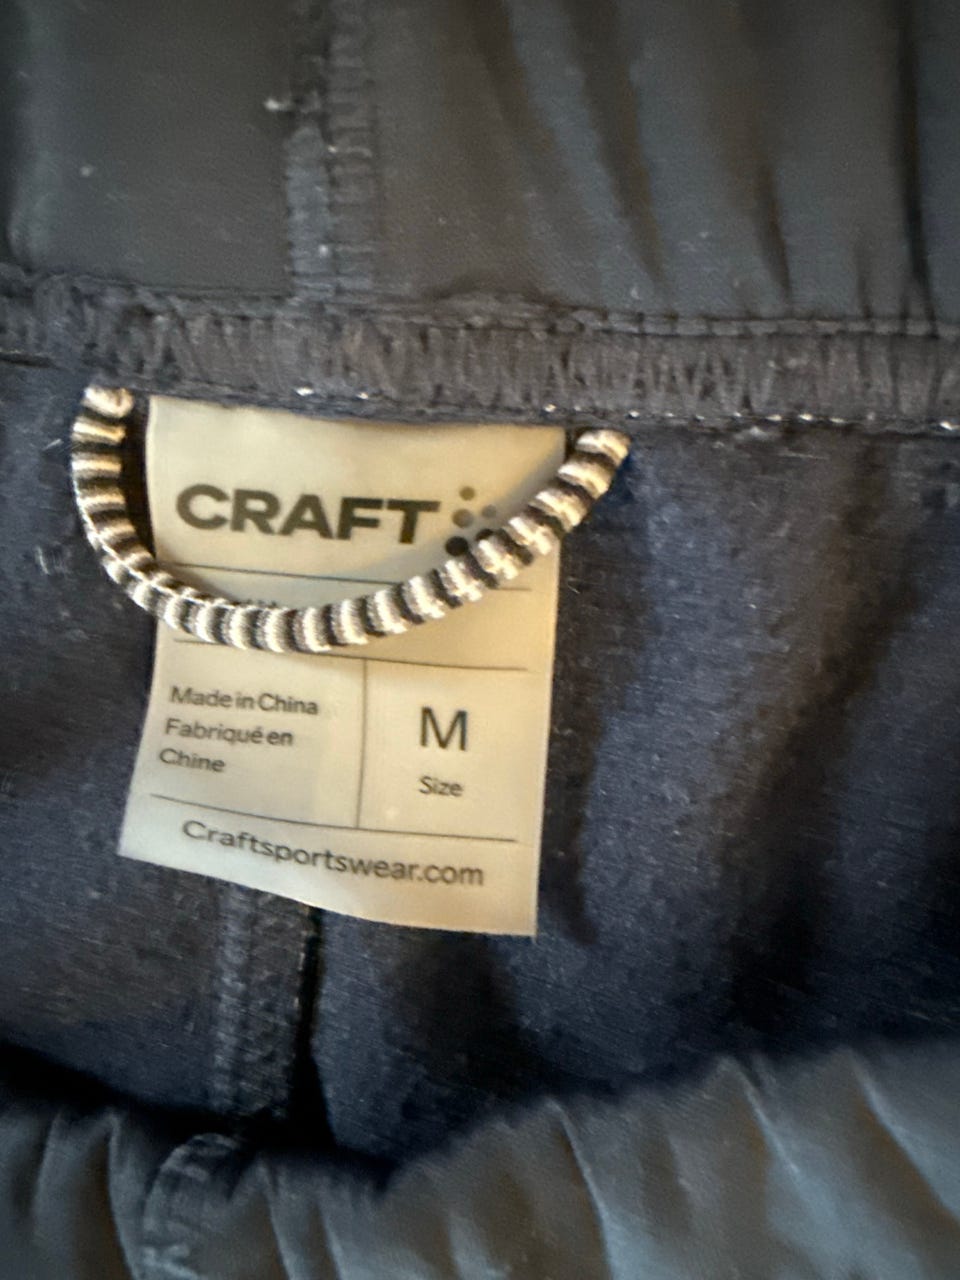 CRAFT
Made in China
Fabriqué en
Chine
M
Size
Craftsportswear.com